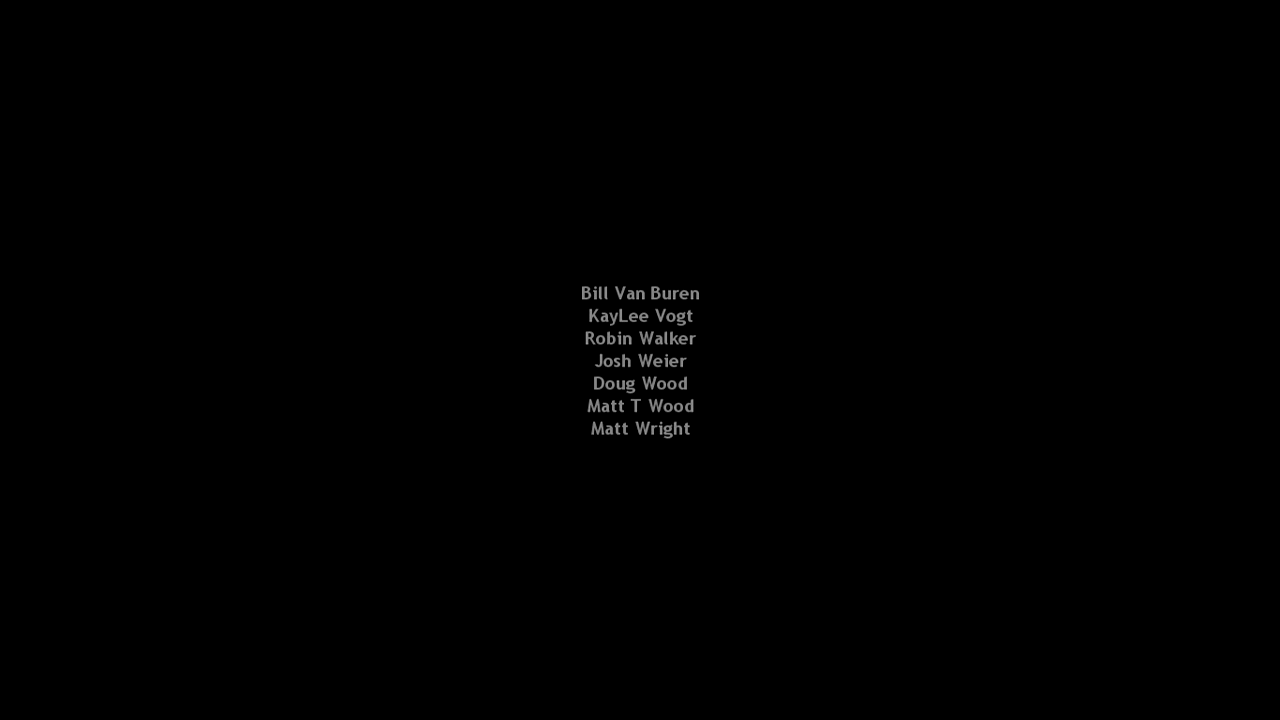 Bill Van Buren
KayLee Vogt
Robin Walker
Josh Weier
Doug Wood
Matt T Wood
Matt Wright